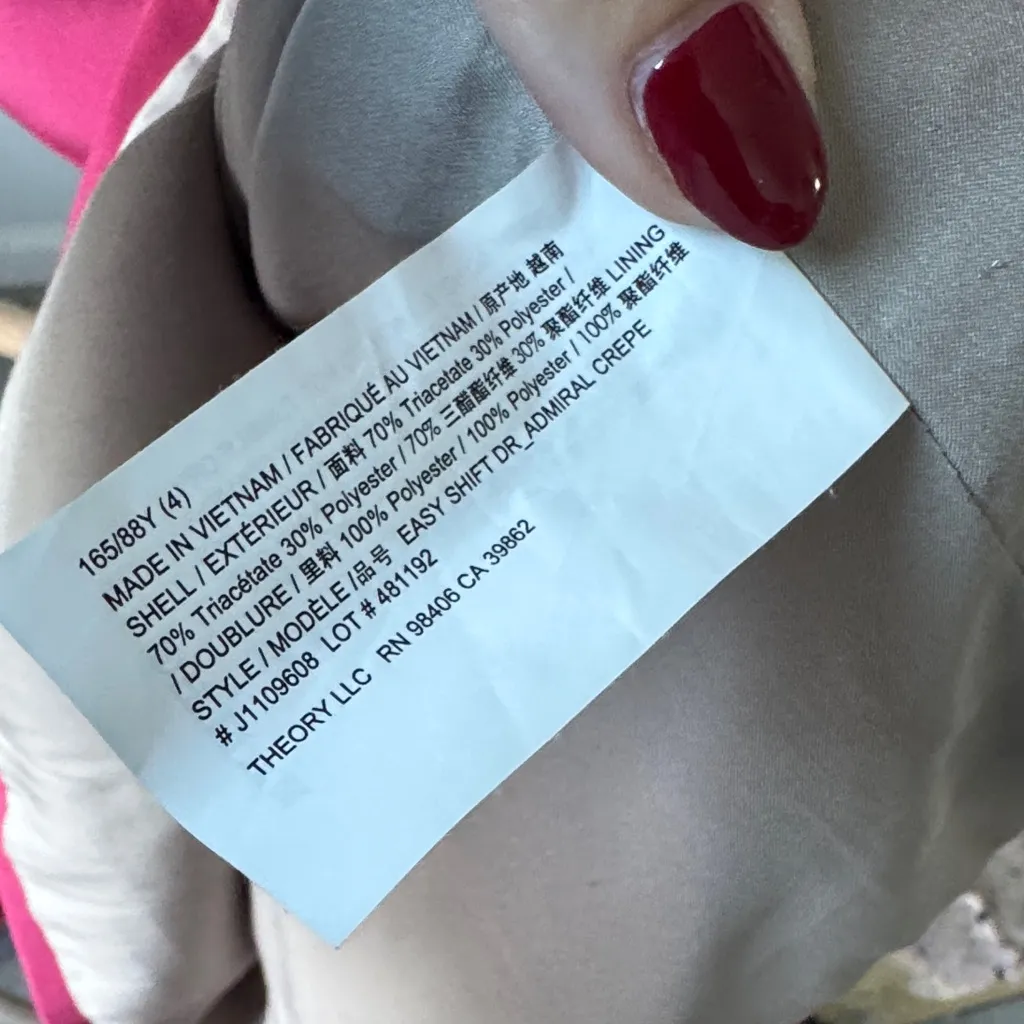 165/88Y (4)
MADE IN VIETNAM / FABRIQUÉ AU VIETNAM / 原产地 越南
SHELL / EXTÉRIEUR / 面料 70% Triacetate 30% Polyester /
70% Triacétate 30% Polyester / 70% 三醋酯纤维 30% 聚酯纤维 LINING
/ DOUBLURE / 里料 100% Polyester / 100% Polyester / 100% 聚酯纤维
STYLE / MODÈLE /品号 EASY SHIFT DR_ADMIRAL CREPE
# J1109608 LOT # 481192
THEORY LLC RN 98406 CA 39862